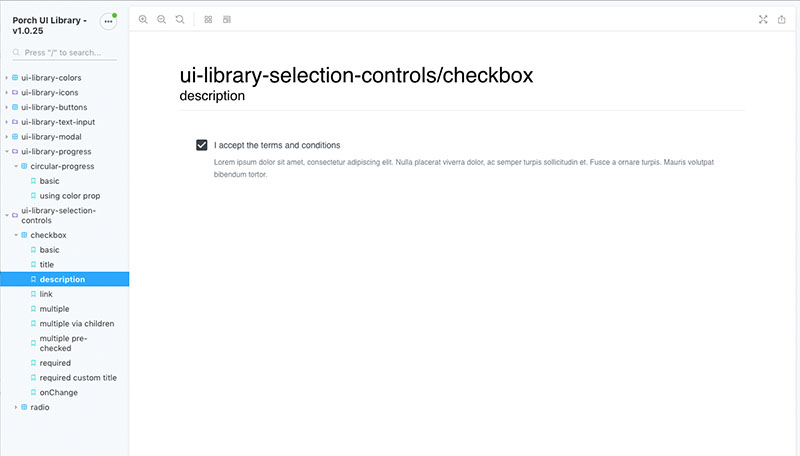 Porch UI Library -
v1.0.25
Press "/" to search...
ui-library-colors
ui-library-icons
ui-library-buttons
ui-library-text-input
ui-library-modal
ui-library-progress
circular-progress
basic
using color prop
ui-library-selection-
controls
checkbox
basic
title
description
link
multiple
multiple via children
multiple pre-
checked
required
required custom title
onChange
radio
ui-library-selection-controls/checkbox
description
I accept the terms and conditions
Lorem ipsum dolor sit amet, consectetur adipiscing elit. Nulla placerat viverra dolor, ac semper turpis sollicitudin et. Fusce a ornare turpis. Mauris volutpat
bibendum tortor.